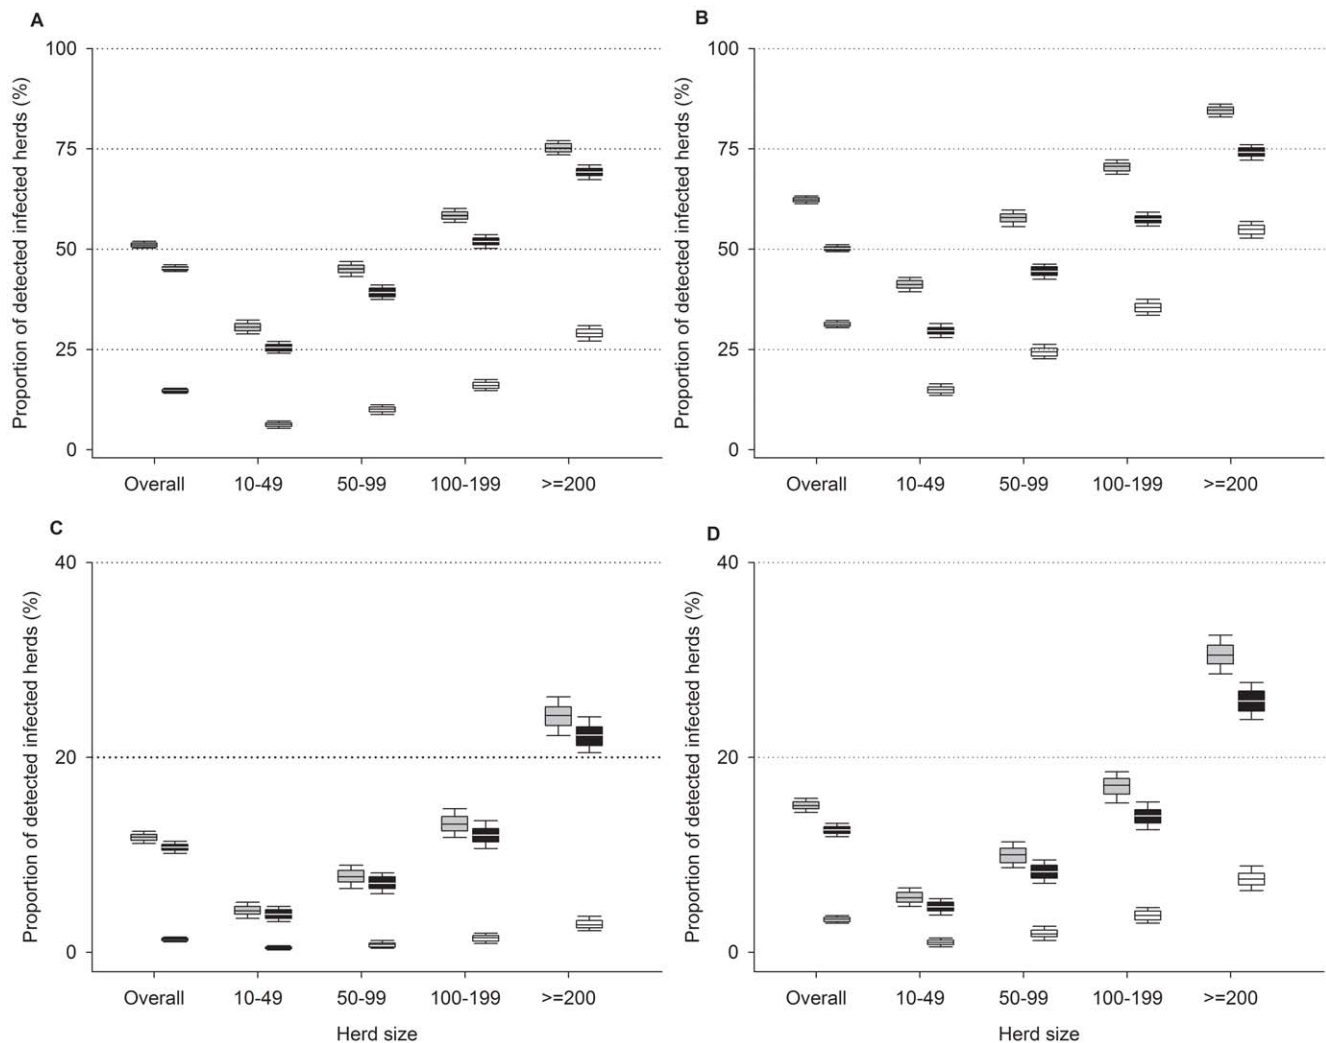 A
Proportion of detected infected herds (%)
100
75
50
25
0
Overall 10-49 50-99 100-199 >=200
B
Proportion of detected infected herds (%)
100
75
50
25
0
Overall 10-49 50-99 100-199 >=200
C
Proportion of detected infected herds (%)
40
20
0
Overall 10-49 50-99 100-199 >=200
Herd size
D
Proportion of detected infected herds (%)
40
20
0
Overall 10-49 50-99 100-199 >=200
Herd size